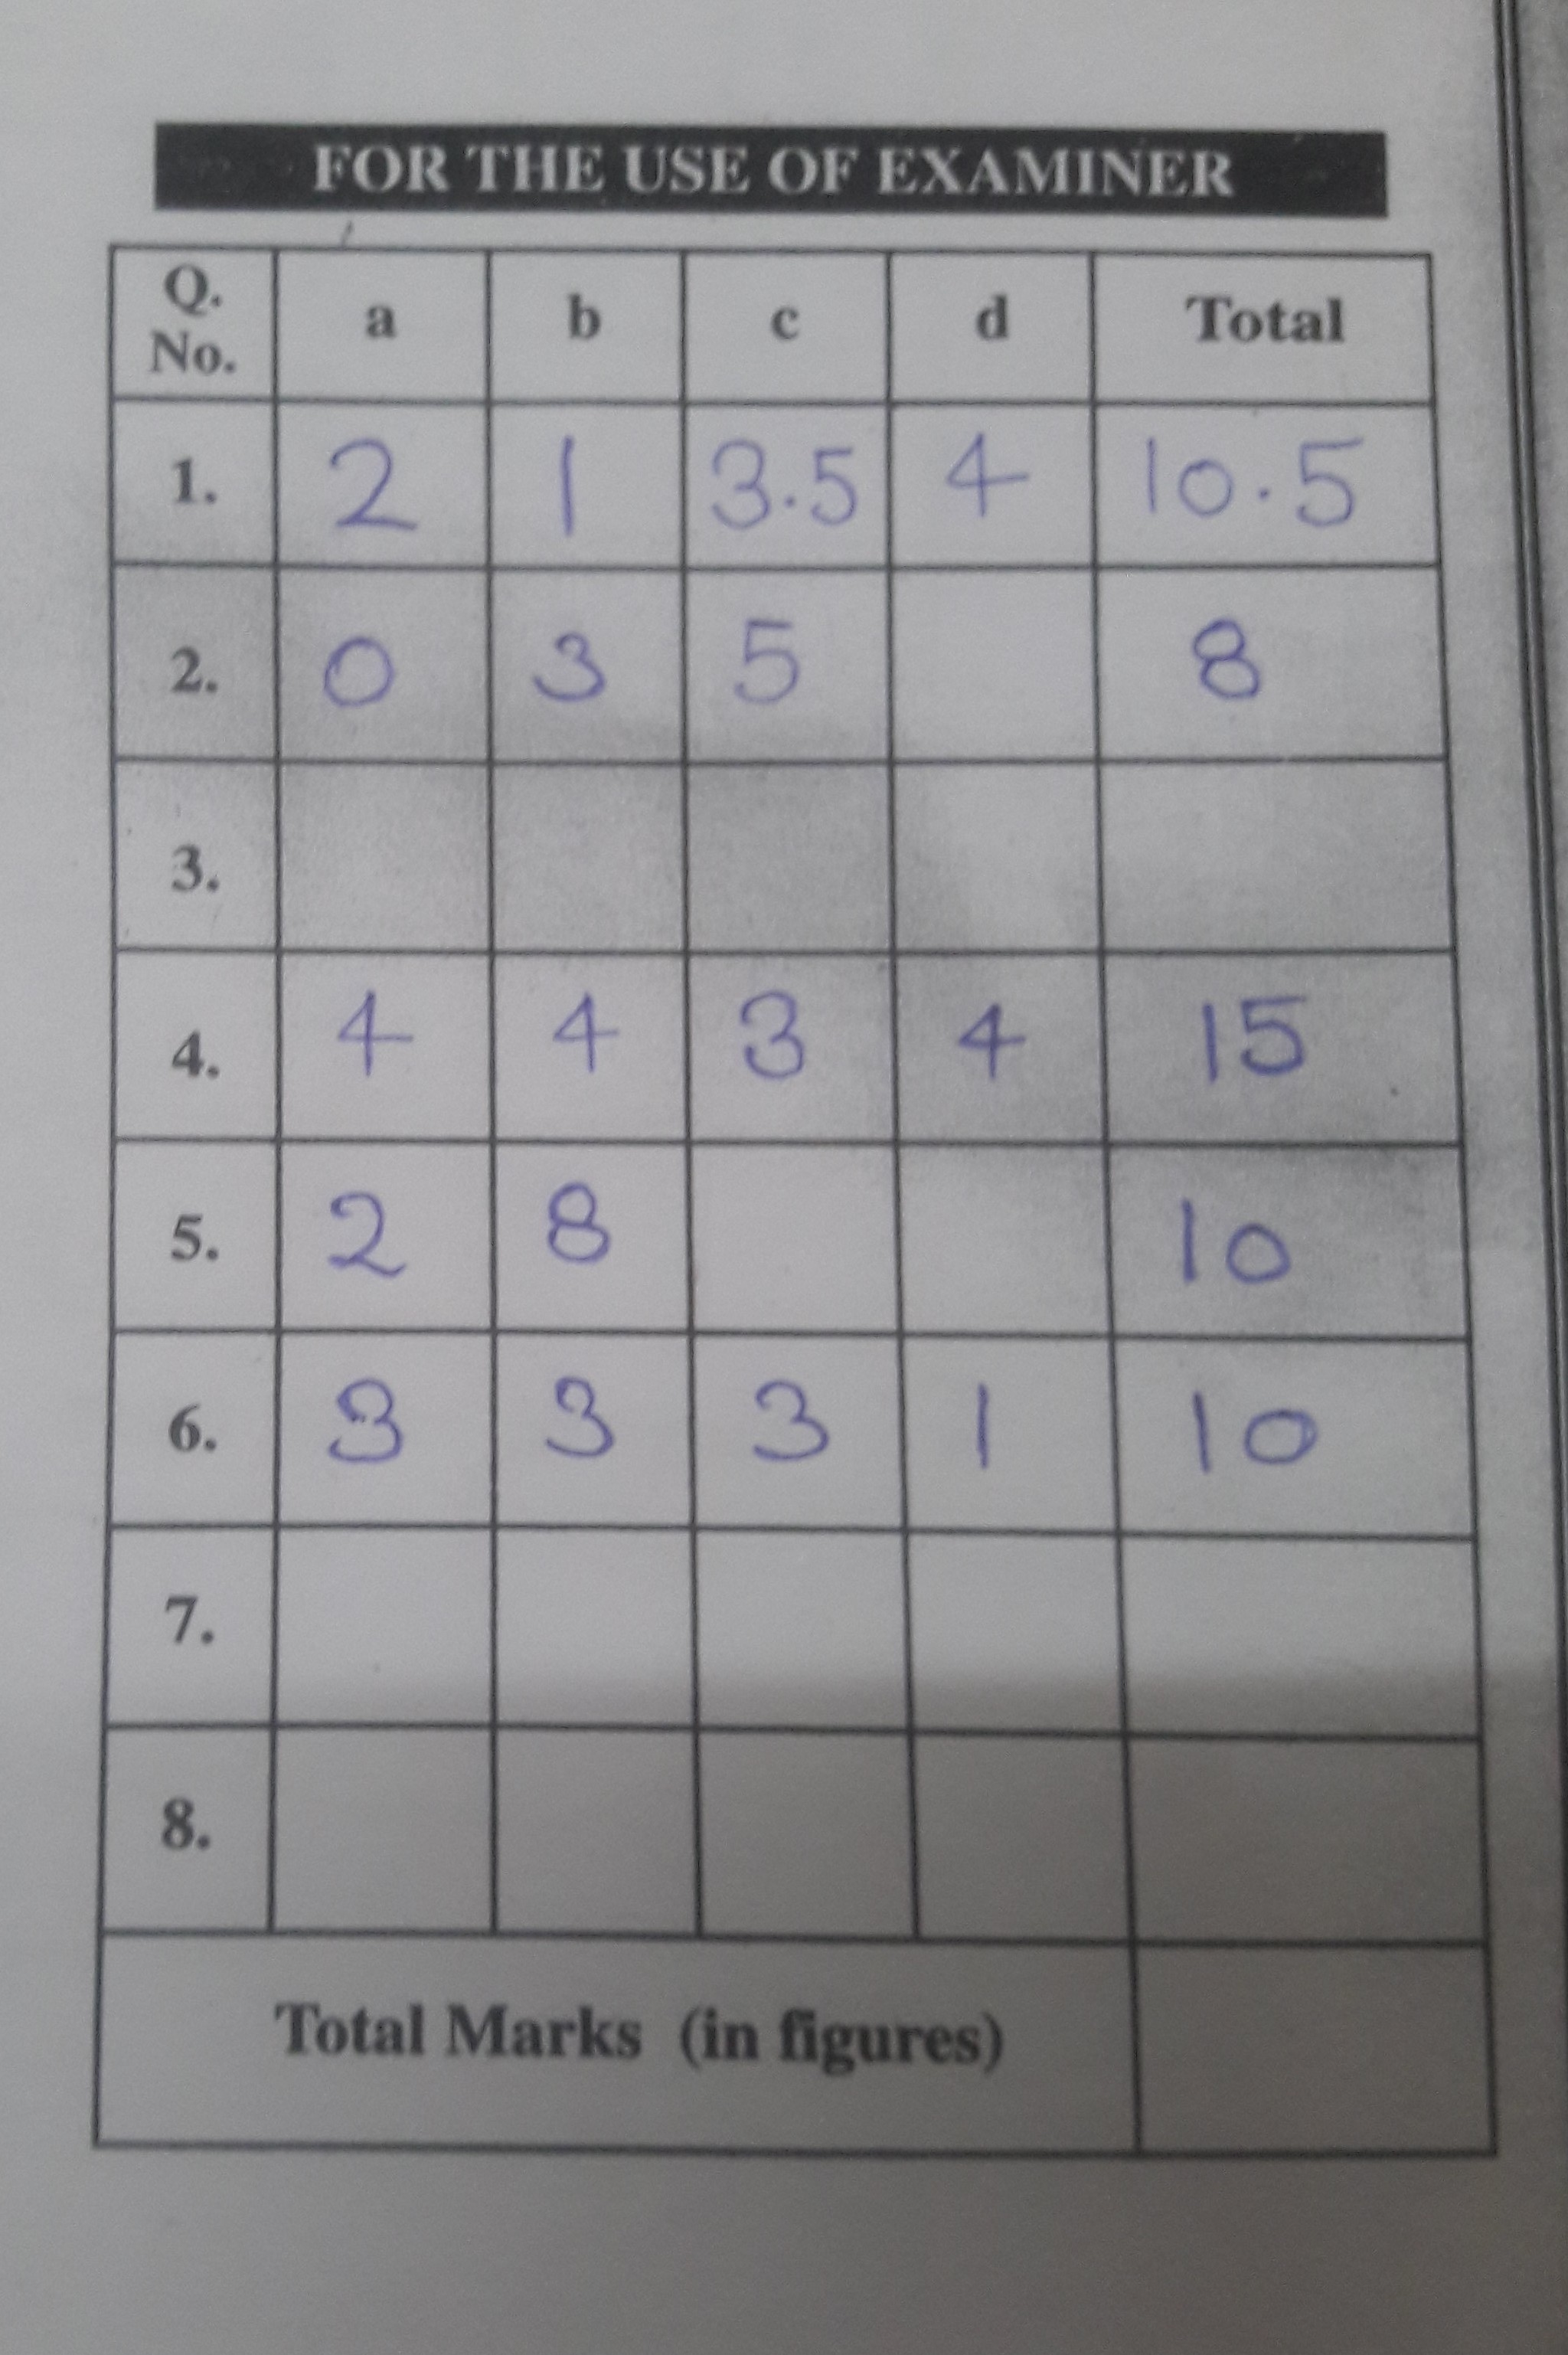 FOR THE USE OF EXAMINER
Q. No. a b c d Total
1. 2 1 3.5 4 10.5
2. 0 3 5 8
3.
4. 4 4 3 4 15
5. 2 8 10
6. 3 3 3 1 10
7.
8.
Total Marks (in figures)